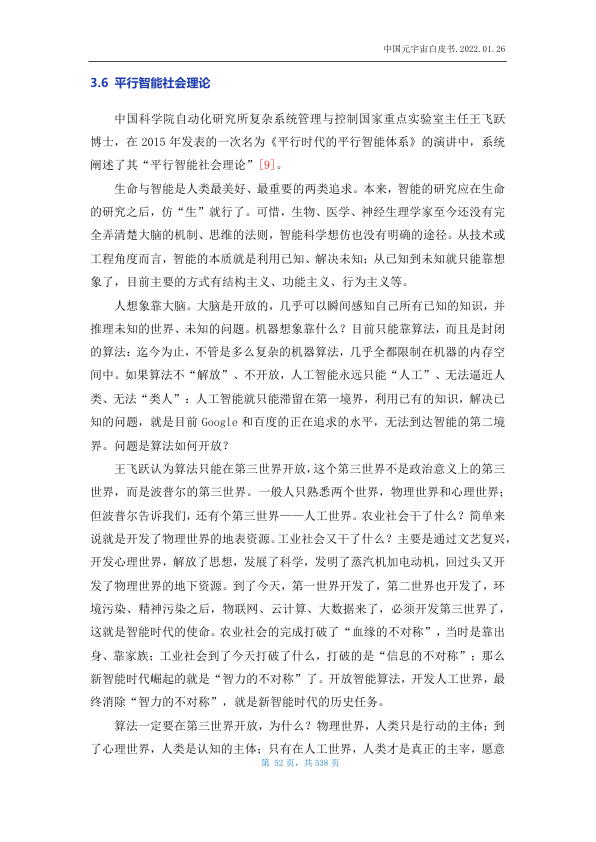 中国元宇宙白皮书.2022.01.26
3.6 平行智能社会理论
中国科学院自动化研究所复杂系统管理与控制国家重点实验室主任王飞跃
博士，在 2015 年发表的一次名为《平行时代的平行智能体系》的演讲中，系统
阐述了其“平行智能社会理论”[9]。
生命与智能是人类最美好、最重要的两类追求。本来，智能的研究应在生命
的研究之后，仿“生”就行了。可惜，生物、医学、神经生理学家至今还没有完
全弄清楚大脑的机制、思维的法则，智能科学想仿也没有明确的途径。从技术或
工程角度而言，智能的本质就是利用已知、解决未知；从已知到未知就只能靠想
象了，目前主要的方式有结构主义、功能主义、行为主义等。
人想象靠大脑。大脑是开放的，几乎可以瞬间感知自己所有已知的知识，并
推理未知的世界、未知的问题。机器想象靠什么？目前只能靠算法，而且是封闭
的算法：迄今为止，不管是多么复杂的机器算法，几乎全都限制在机器的内存空
间中。如果算法不“解放”、不开放，人工智能永远只能“人工”、无法逼近人
类、无法“类人”：人工智能就只能滞留在第一境界，利用已有的知识，解决已
知的问题，就是目前 Google 和百度的正在追求的水平，无法到达智能的第二境
界。问题是算法如何开放？
王飞跃认为算法只能在第三世界开放，这个第三世界不是政治意义上的第三
世界，而是波普尔的第三世界。一般人只熟悉两个世界，物理世界和心理世界；
但波普尔告诉我们，还有个第三世界——人工世界。农业社会干了什么？简单来
说就是开发了物理世界的地表资源。工业社会又干了什么？主要是通过文艺复兴，
开发心理世界，解放了思想，发展了科学，发明了蒸汽机加电动机，回过头又开
发了物理世界的地下资源。到了今天，第一世界开发了，第二世界也开发了，环
境污染、精神污染之后，物联网、云计算、大数据来了，必须开发第三世界了，
这就是智能时代的使命。农业社会的完成打破了“血缘的不对称”，当时是靠出
身、靠家族；工业社会到了今天打破了什么，打破的是“信息的不对称”；那么
新智能时代崛起的就是“智力的不对称”了。开放智能算法，开发人工世界，最
终消除“智力的不对称”，就是新智能时代的历史任务。
算法一定要在第三世界开放，为什么？物理世界，人类只是行动的主体；到
了心理世界，人类是认知的主体；只有在人工世界，人类才是真正的主宰，愿意
第 52 页，共 538 页